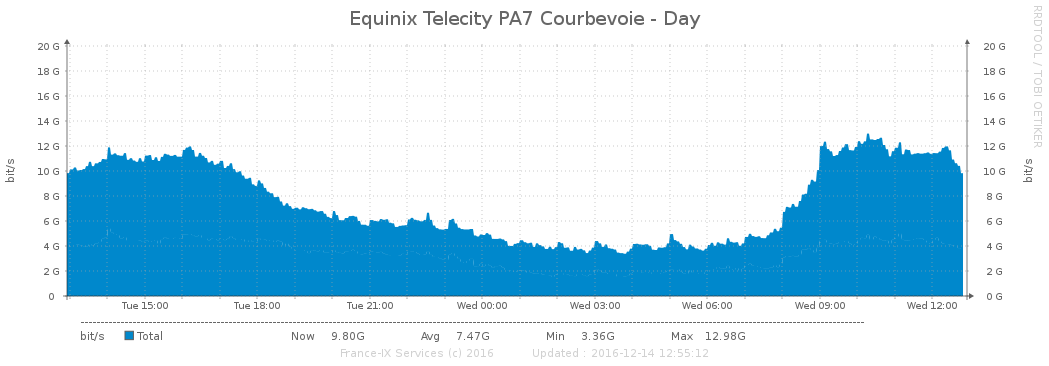 Equinix Telecity PA7 Courbevoie - Day
RRDTOOL / TOBI OETIKER
bit/s
bit/s
20 G 20 G
18 G 18 G
16 G 16 G
14 G 14 G
12 G 12 G
10 G 10 G
8 G 8 G
6 G 6 G
4 G 4 G
2 G 2 G
0 0 G
Tue 15:00 Tue 18:00 Tue 21:00 Wed 00:00 Wed 03:00 Wed 06:00 Wed 09:00 Wed 12:00
bit/s Total Now 9.80G Avg 7.47G Min 3.36G Max 12.98G
France-IX Services (c) 2016 Updated : 2016-12-14 12:55:12